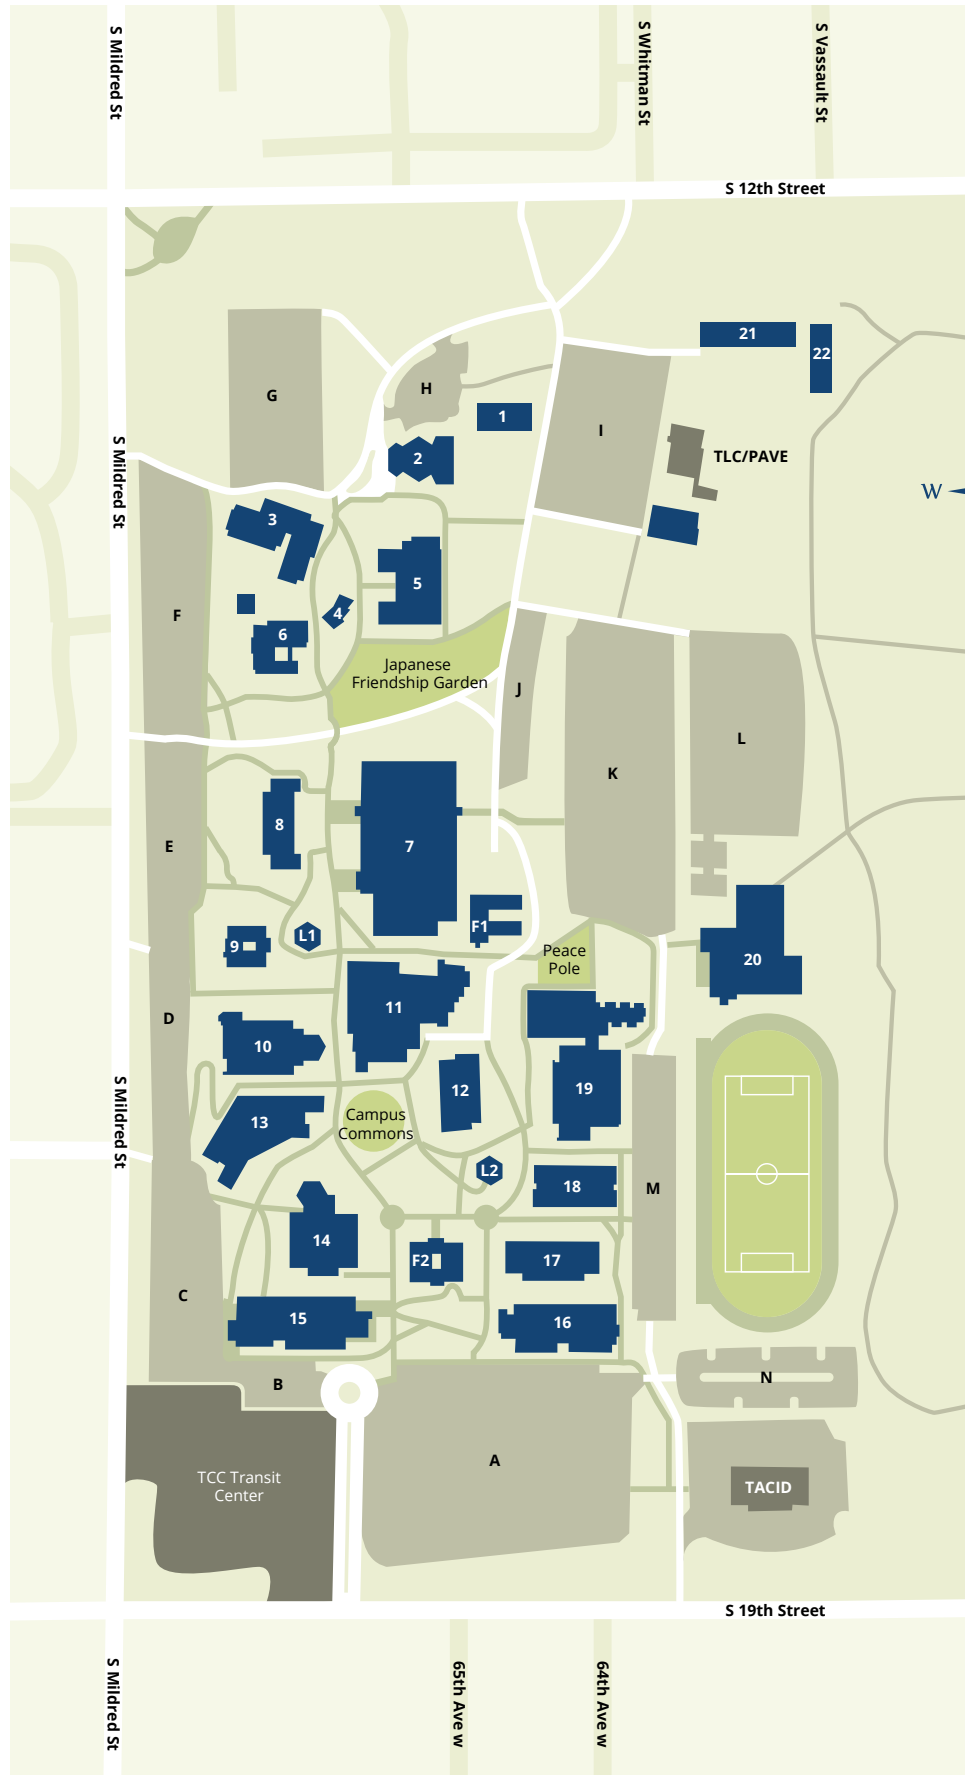 S Mildred St
S Whitman St
S Vassault St
S 12th Street
21
22
H
G
1
I
2
TLC/PAVE
S Mildred St
W
3
5
4
F
6
Japanese
Friendship Garden
J
L
K
8
7
E
L1
F1
9
Peace
Pole
20
11
D
10
12
19
S Mildred St
Campus
Commons
13
L2
18
M
14
F2
17
C
15
16
N
B
A
TCC Transit
Center
TACID
S 19th Street
S Mildred St
65th Ave w
64th Ave w